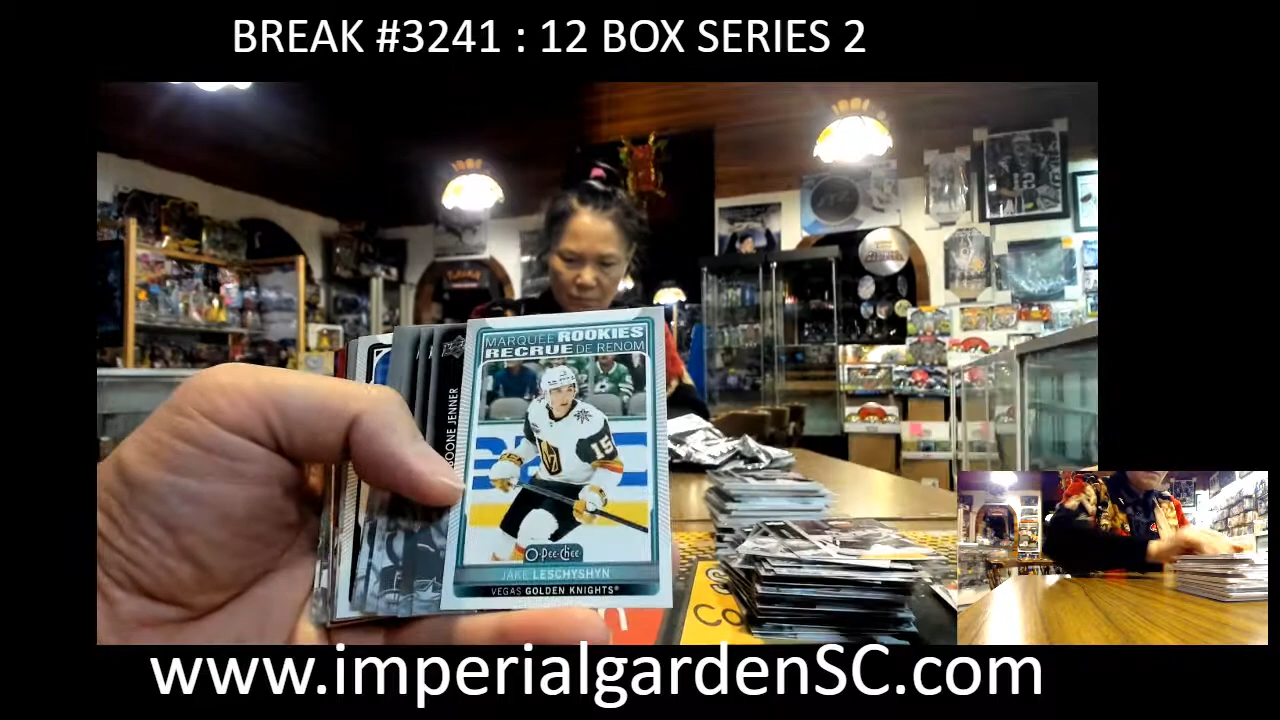 BREAK #3241 : 12 BOX SERIES 2
MARQUEE ROOKIES
RECRUE DE RENOM
BOONE JENNER
15
O-Pee-Chee
JAKE LESCHYSHYN
VEGAS GOLDEN KNIGHTS®
www.imperialgardenSC.com